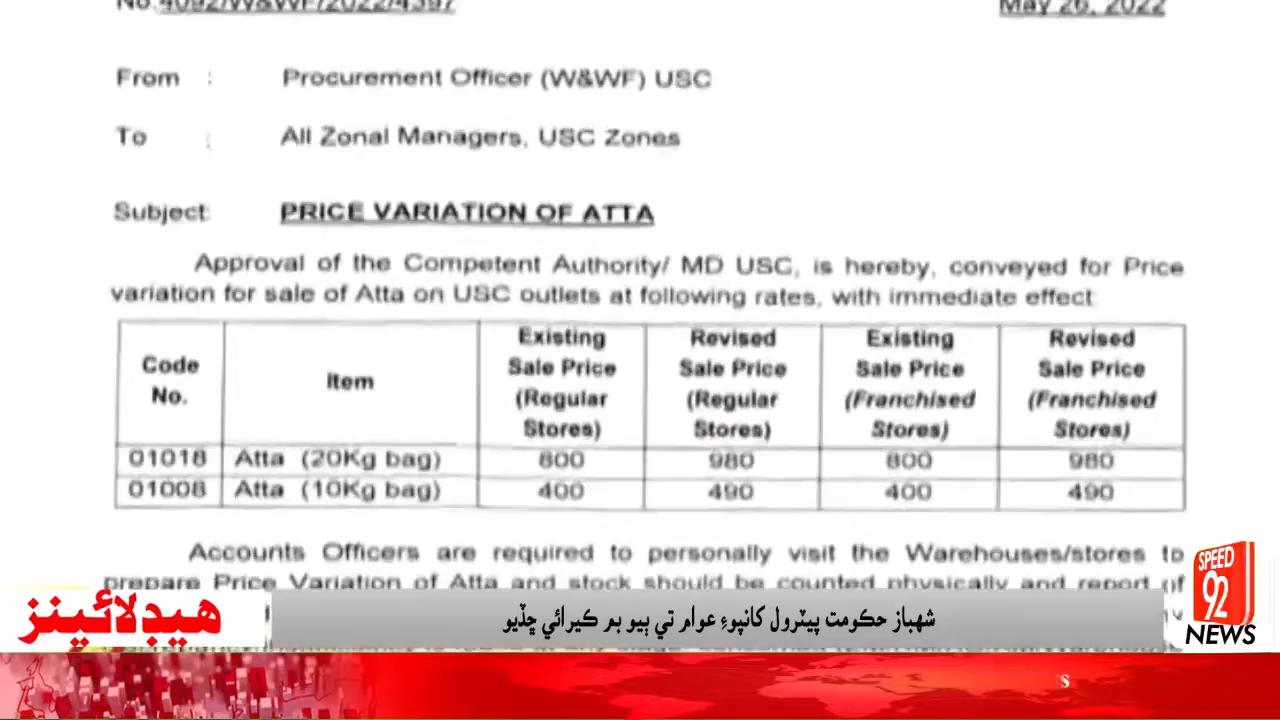 No.4092/W&WF/2022/4397
May 26, 2022
From : Procurement Officer (W&WF) USC
To : All Zonal Managers, USC Zones
Subject: PRICE VARIATION OF ATTA
Approval of the Competent Authority/ MD USC, is hereby, conveyed for Price
variation for sale of Atta on USC outlets at following rates, with immediate effect
Code No. | Item | Existing Sale Price (Regular Stores) | Revised Sale Price (Regular Stores) | Existing Sale Price (Franchised Stores) | Revised Sale Price (Franchised Stores)
01018 | Atta (20Kg bag) | 800 | 980 | 800 | 980
01008 | Atta (10Kg bag) | 400 | 490 | 400 | 490
Accounts Officers are required to personally visit the Warehouses/stores to
prepare Price Variation of Atta and stock should be counted physically and report of
هيڊلائينز
شهباز حڪومت پيٽرول کانپوءِ عوام تي ٻيو بم ڪيرائي ڇڏيو
SPEED
92
NEWS
S